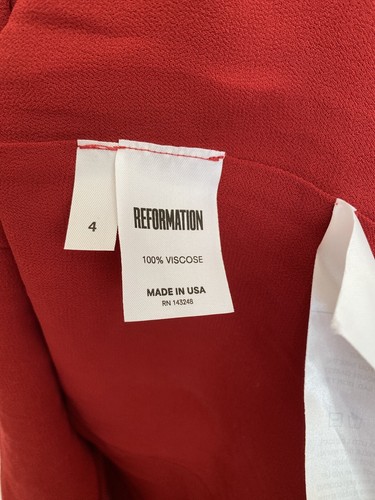 4
REFORMATION
100% VISCOSE
MADE IN USA
RN 143248